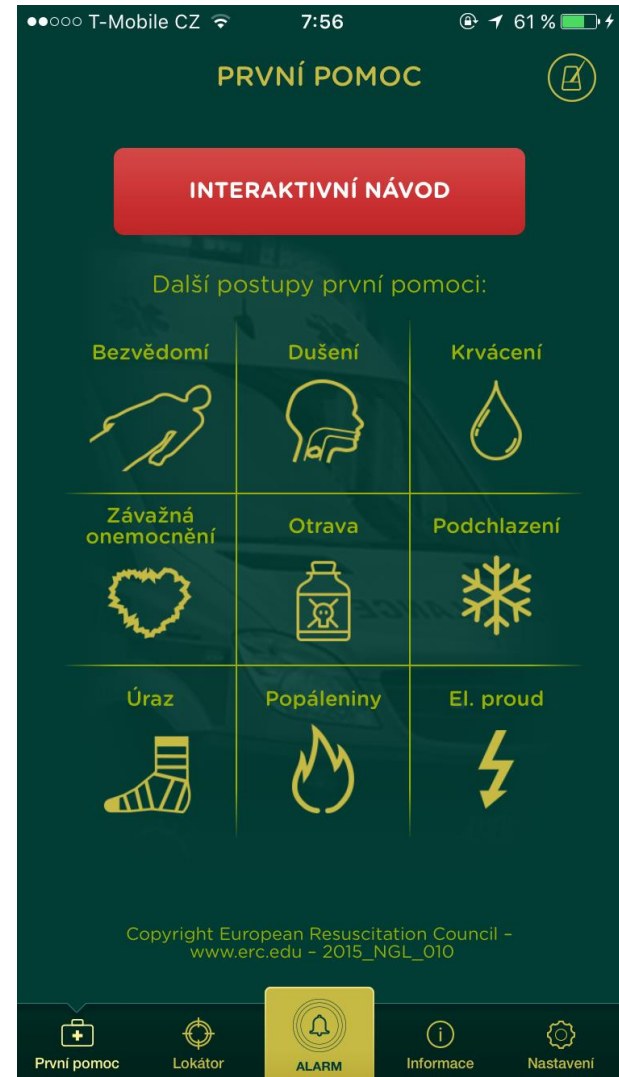 T-Mobile CZ 7:56 61 %
PRVNÍ POMOC
INTERAKTIVNÍ NÁVOD
Další postupy první pomoci:
Bezvědomí Dušení Krvácení
Závažná
onemocnění Otrava Podchlazení
Úraz Popáleniny El. proud
Copyright European Resuscitation Council –
www.erc.edu – 2015_NGL_010
První pomoc Lokátor ALARM Informace Nastavení